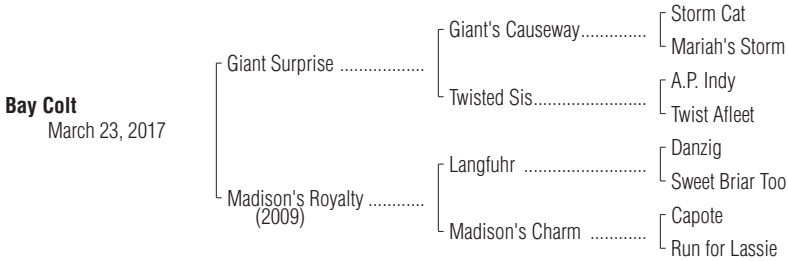 Storm Cat
Giant's Causeway..............
Mariah's Storm
Giant Surprise ..................
A.P. Indy
Twisted Sis........................
Twist Afleet
Bay Colt
March 23, 2017
Danzig
Langfuhr ..........................
Sweet Briar Too
Madison's Royalty ............
(2009)
Capote
Madison's Charm ............
Run for Lassie